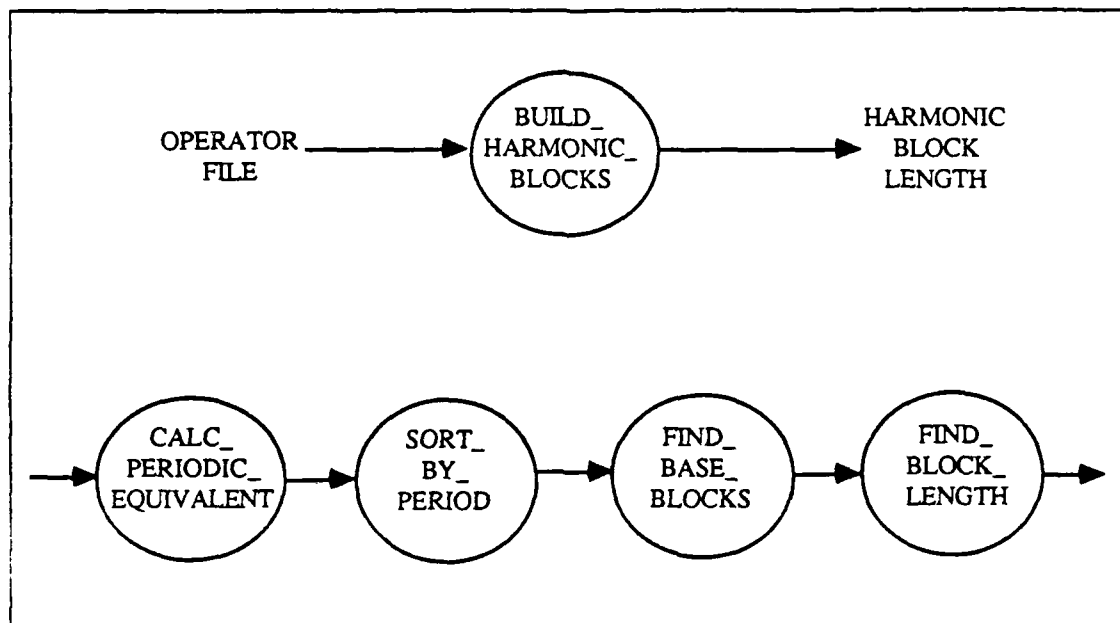 OPERATOR
FILE
BUILD_
HARMONIC_
BLOCKS
HARMONIC
BLOCK
LENGTH
CALC_
PERIODIC_
EQUIVALENT
SORT_
BY_
PERIOD
FIND_
BASE_
BLOCKS
FIND_
BLOCK_
LENGTH